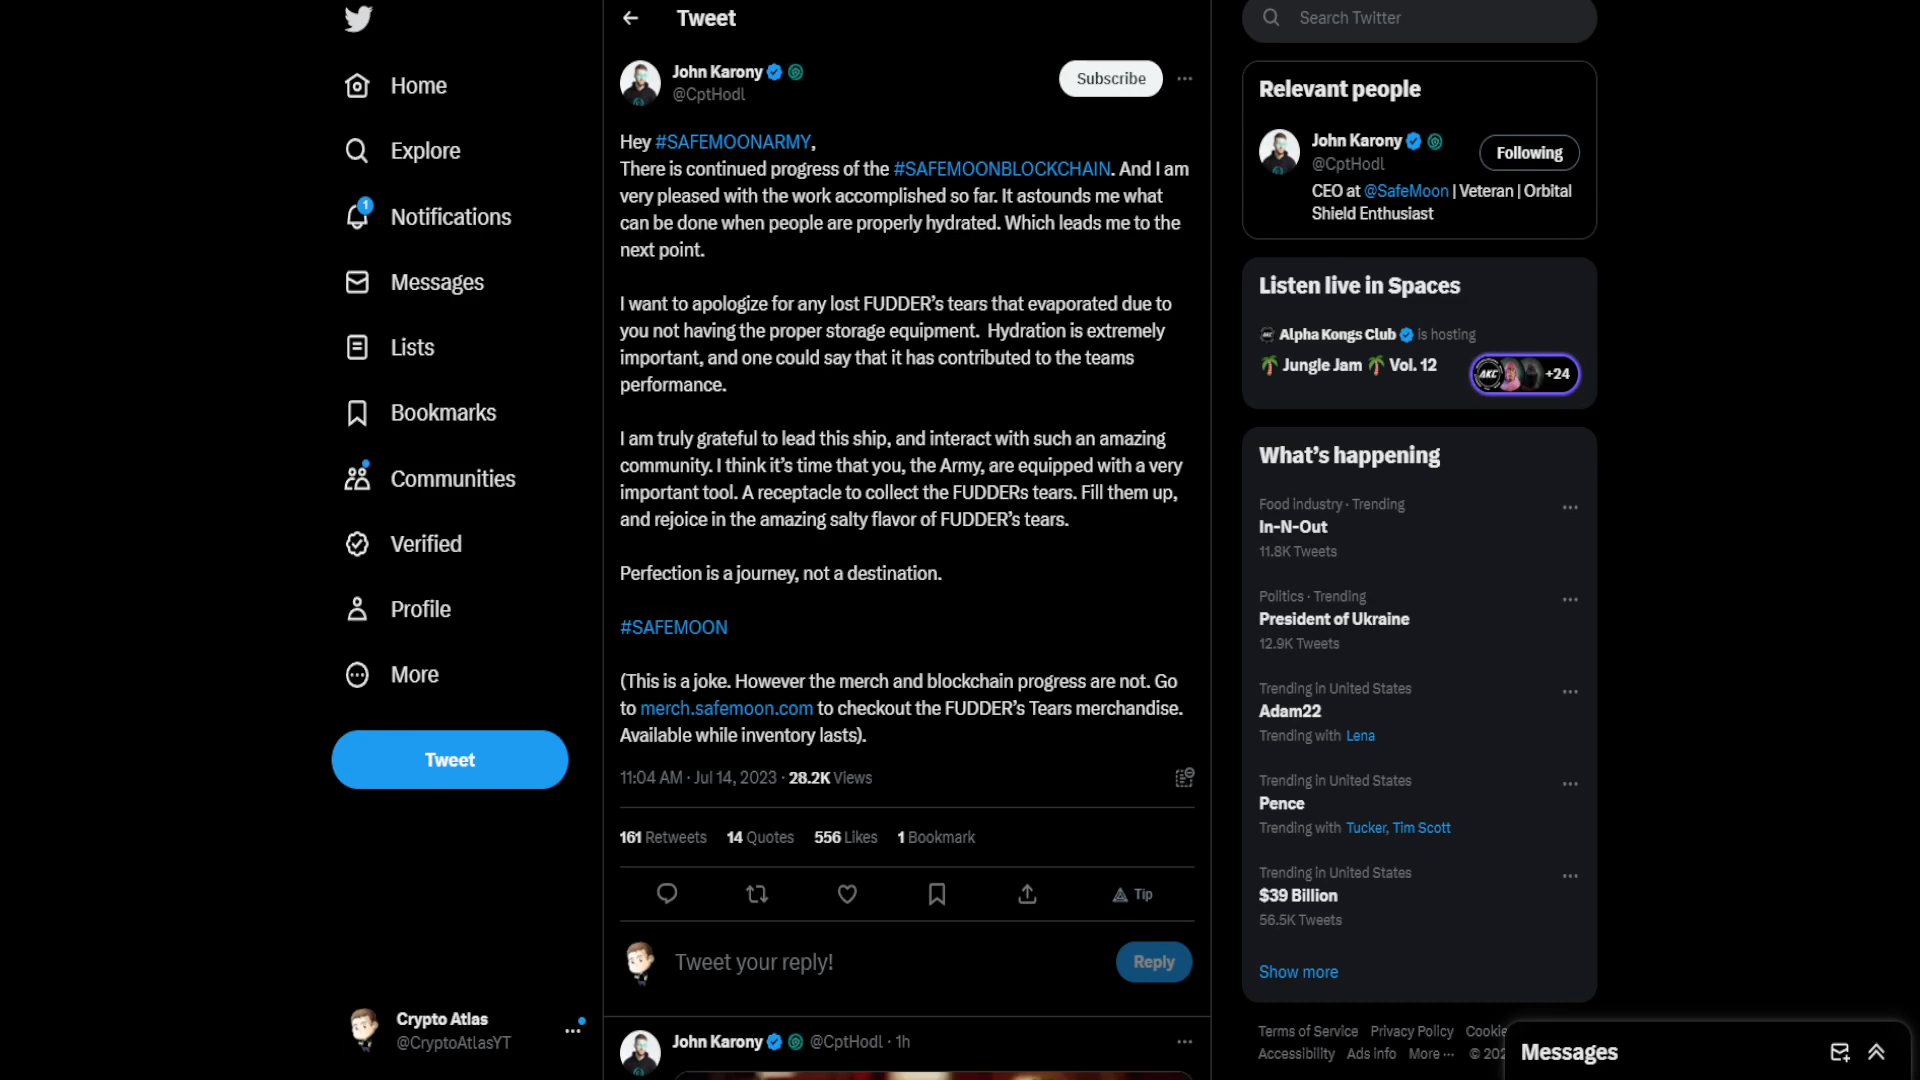 Home
Explore
1
Notifications
Messages
Lists
Bookmarks
Communities
Verified
Profile
More
Tweet
Crypto Atlas
@CryptoAtlasYT
Tweet
John Karony
@CptHodl
Subscribe
Hey #SAFEMOONARMY,
There is continued progress of the #SAFEMOONBLOCKCHAIN. And I am
very pleased with the work accomplished so far. It astounds me what
can be done when people are properly hydrated. Which leads me to the
next point.
I want to apologize for any lost FUDDER’s tears that evaporated due to
you not having the proper storage equipment.  Hydration is extremely
important, and one could say that it has contributed to the teams
performance.
I am truly grateful to lead this ship, and interact with such an amazing
community. I think it’s time that you, the Army, are equipped with a very
important tool. A receptacle to collect the FUDDERs tears. Fill them up,
and rejoice in the amazing salty flavor of FUDDER’s tears.
Perfection is a journey, not a destination.
#SAFEMOON
(This is a joke. However the merch and blockchain progress are not. Go
to merch.safemoon.com to checkout the FUDDER’s Tears merchandise.
Available while inventory lasts).
11:04 AM · Jul 14, 2023 · 28.2K Views
161 Retweets 14 Quotes 556 Likes 1 Bookmark
Tip
Tweet your reply!
Reply
John Karony @CptHodl · 1h
Search Twitter
Relevant people
John Karony
@CptHodl
Following
CEO at @SafeMoon | Veteran | Orbital
Shield Enthusiast
Listen live in Spaces
Alpha Kongs Club is hosting
Jungle Jam Vol. 12
AKC
+24
What’s happening
Food industry · Trending
In-N-Out
11.8K Tweets
Politics · Trending
President of Ukraine
12.9K Tweets
Trending in United States
Adam22
Trending with Lena
Trending in United States
Pence
Trending with Tucker, Tim Scott
Trending in United States
$39 Billion
56.5K Tweets
Show more
Terms of Service Privacy Policy Cookie
Accessibility Ads info More ··· © 202
Messages